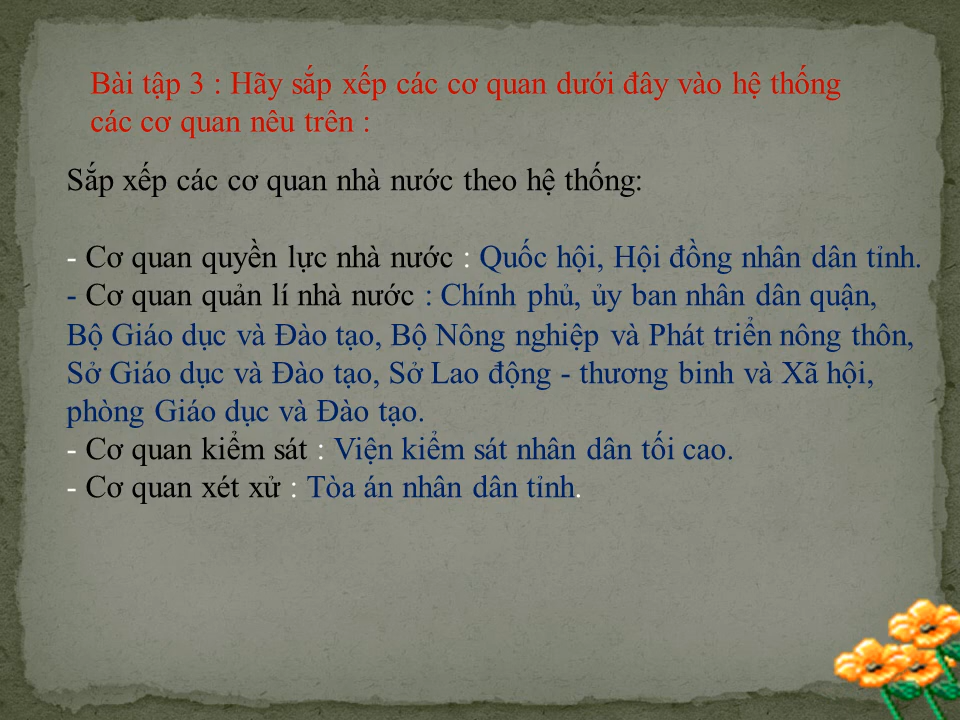 Bài tập 3 : Hãy sắp xếp các cơ quan dưới đây vào hệ thống
các cơ quan nêu trên :
Sắp xếp các cơ quan nhà nước theo hệ thống:
- Cơ quan quyền lực nhà nước : Quốc hội, Hội đồng nhân dân tỉnh.
- Cơ quan quản lí nhà nước : Chính phủ, ủy ban nhân dân quận,
Bộ Giáo dục và Đào tạo, Bộ Nông nghiệp và Phát triển nông thôn,
Sở Giáo dục và Đào tạo, Sở Lao động - thương binh và Xã hội,
phòng Giáo dục và Đào tạo.
- Cơ quan kiểm sát : Viện kiểm sát nhân dân tối cao.
- Cơ quan xét xử : Tòa án nhân dân tỉnh.